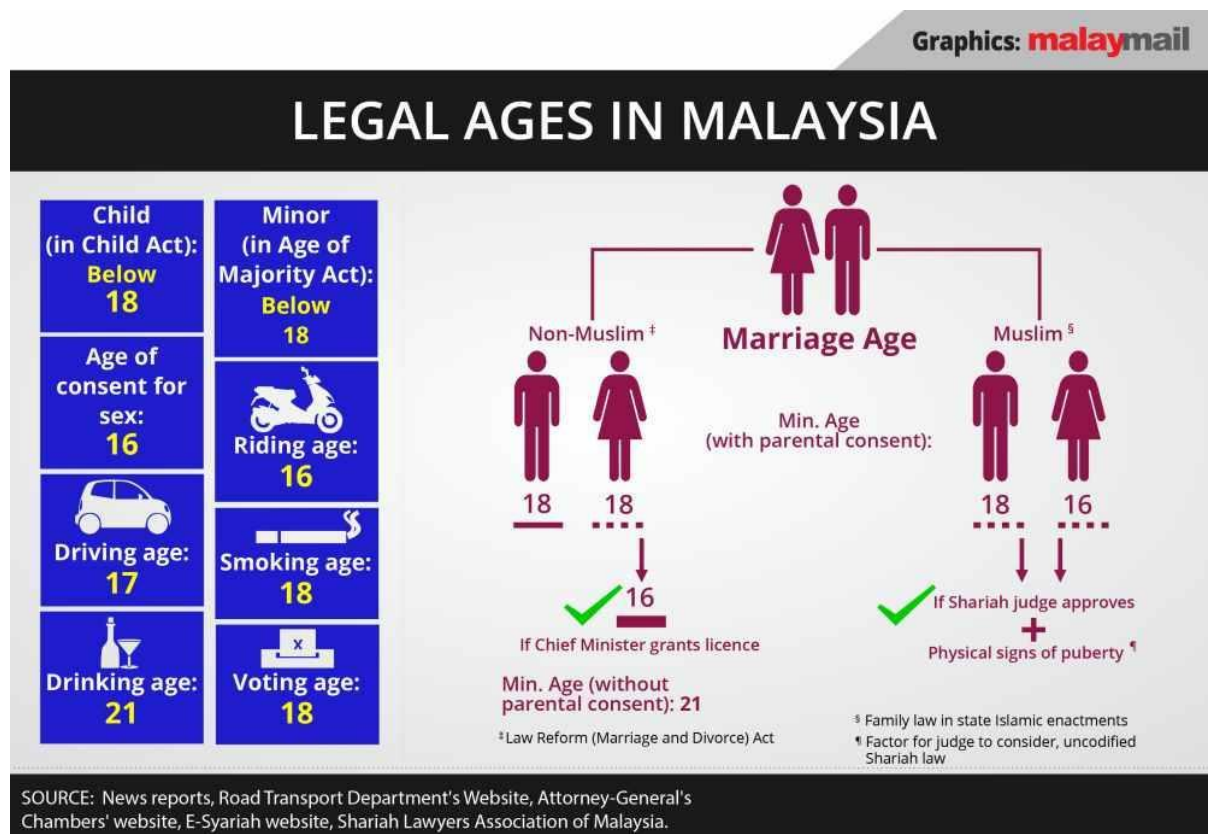 Graphics: malaymail
LEGAL AGES IN MALAYSIA
Child
(in Child Act):
Below
18
Minor
(in Age of
Majority Act):
Below
18
Age of
consent for
sex:
16
Riding age:
16
Driving age:
17
Smoking age:
18
Drinking age:
21
X
Voting age:
18
Marriage Age
Non-Muslim ‡
Muslim §
Min. Age
(with parental consent):
18
18
18
16
16
If Chief Minister grants licence
If Shariah judge approves
+
Physical signs of puberty ¶
Min. Age (without
parental consent): 21
‡ Law Reform (Marriage and Divorce) Act
§ Family law in state Islamic enactments
¶ Factor for judge to consider, uncodified
Shariah law
SOURCE: News reports, Road Transport Department's Website, Attorney-General's
Chambers' website, E-Syariah website, Shariah Lawyers Association of Malaysia.